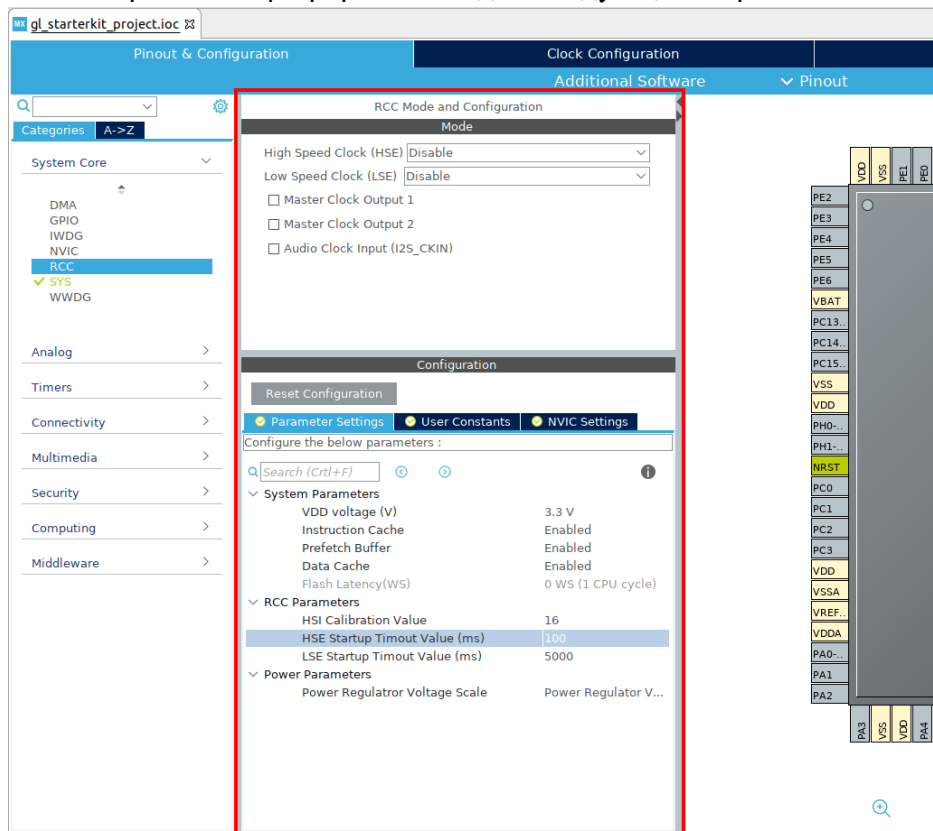 MX gl_starterkit_project.ioc
Pinout & Configuration
Clock Configuration
Additional Software
Pinout
Categories A->Z
System Core
DMA
GPIO
IWDG
NVIC
RCC
SYS
WWDG
Analog
Timers
Connectivity
Multimedia
Security
Computing
Middleware
RCC Mode and Configuration
Mode
High Speed Clock (HSE) Disable
Low Speed Clock (LSE) Disable
Master Clock Output 1
Master Clock Output 2
Audio Clock Input (I2S_CKIN)
Configuration
Reset Configuration
Parameter Settings User Constants NVIC Settings
Configure the below parameters :
Search (Crtl+F)
System Parameters
VDD voltage (V) 3.3 V
Instruction Cache Enabled
Prefetch Buffer Enabled
Data Cache Enabled
Flash Latency(WS) 0 WS (1 CPU cycle)
RCC Parameters
HSI Calibration Value 16
HSE Startup Timout Value (ms) 100
LSE Startup Timout Value (ms) 5000
Power Parameters
Power Regulatror Voltage Scale Power Regulator V...
VDD VSS PE1 PE0
PE2
PE3
PE4
PE5
PE6
VBAT
PC13..
PC14..
PC15..
VSS
VDD
PH0-..
PH1-..
NRST
PC0
PC1
PC2
PC3
VDD
VSSA
VREF..
VDDA
PA0-..
PA1
PA2
PA3 VSS VDD PA4